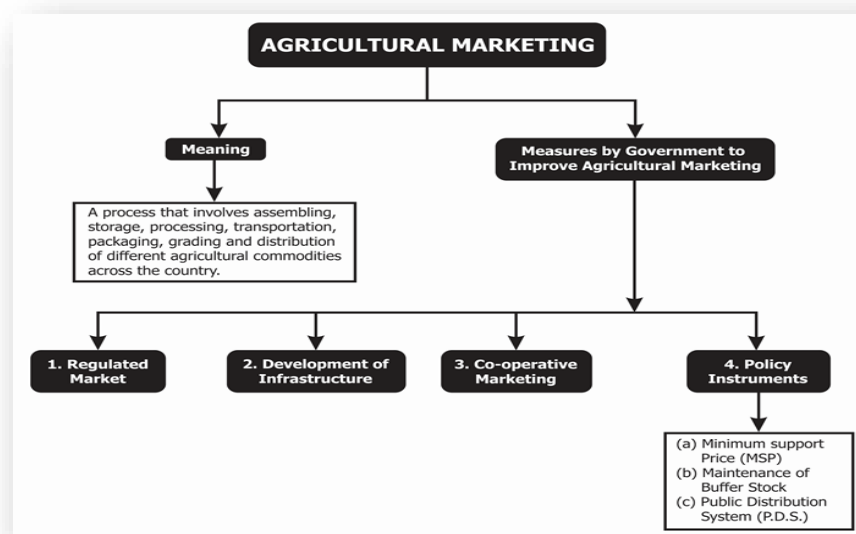 AGRICULTURAL MARKETING
Meaning
Measures by Government to
Improve Agricultural Marketing
A process that involves assembling,
storage, processing, transportation,
packaging, grading and distribution
of different agricultural commodities
across the country.
1. Regulated
Market
2. Development of
Infrastructure
3. Co-operative
Marketing
4. Policy
Instruments
(a) Minimum support
Price (MSP)
(b) Maintenance of
Buffer Stock
(c) Public Distribution
System (P.D.S.)